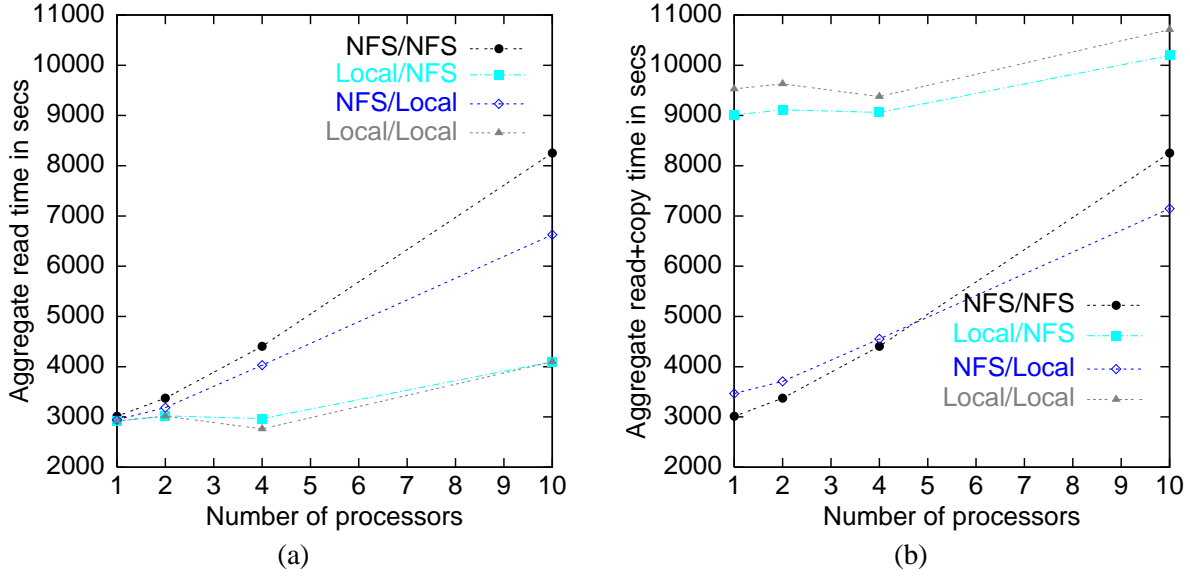 11000
10000
9000
8000
7000
6000
5000
4000
3000
2000
Aggregate read time in secs
NFS/NFS
Local/NFS
NFS/Local
Local/Local
1 2 3 4 5 6 7 8 9 10
Number of processors
(a)
11000
10000
9000
8000
7000
6000
5000
4000
3000
2000
Aggregate read+copy time in secs
NFS/NFS
Local/NFS
NFS/Local
Local/Local
1 2 3 4 5 6 7 8 9 10
Number of processors
(b)